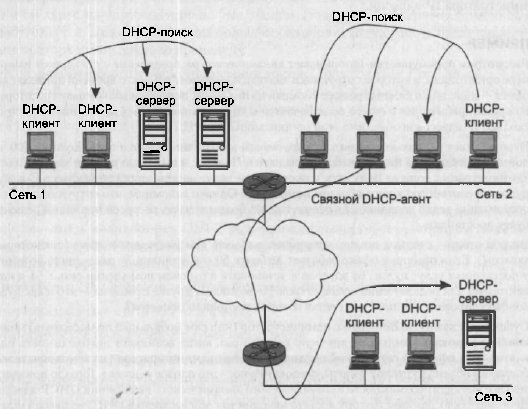 DHCP-поиск
DHCP-поиск
DHCP-
клиент
DHCP-
клиент
DHCP-
сервер
DHCP-
сервер
DHCP-
клиент
Сеть 1
Связной DHCP-агент
Сеть 2
DHCP-
клиент
DHCP-
клиент
DHCP-
сервер
Сеть 3